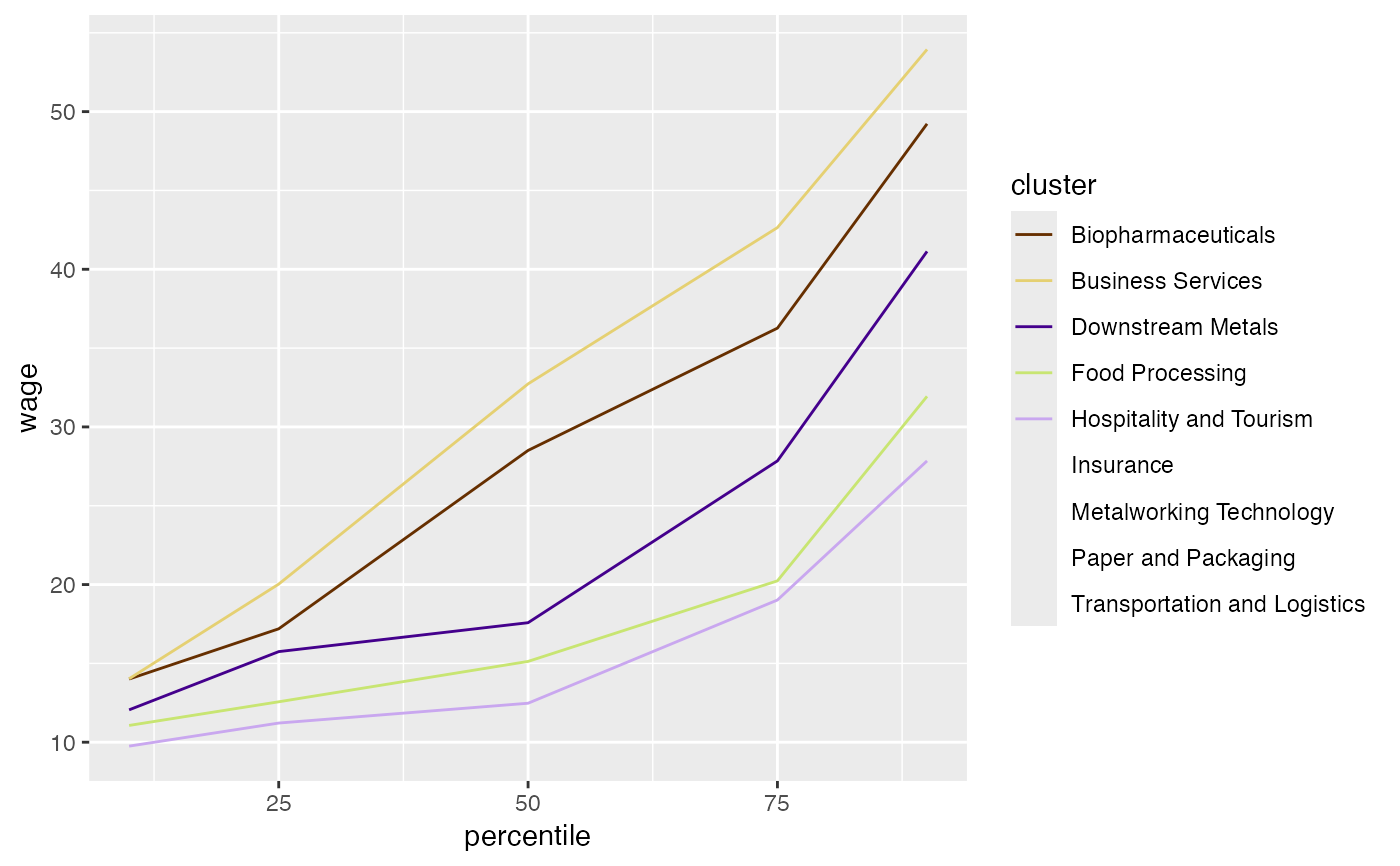 50
40
30
20
10
wage
25
50
75
percentile
cluster
Biopharmaceuticals
Business Services
Downstream Metals
Food Processing
Hospitality and Tourism
Insurance
Metalworking Technology
Paper and Packaging
Transportation and Logistics